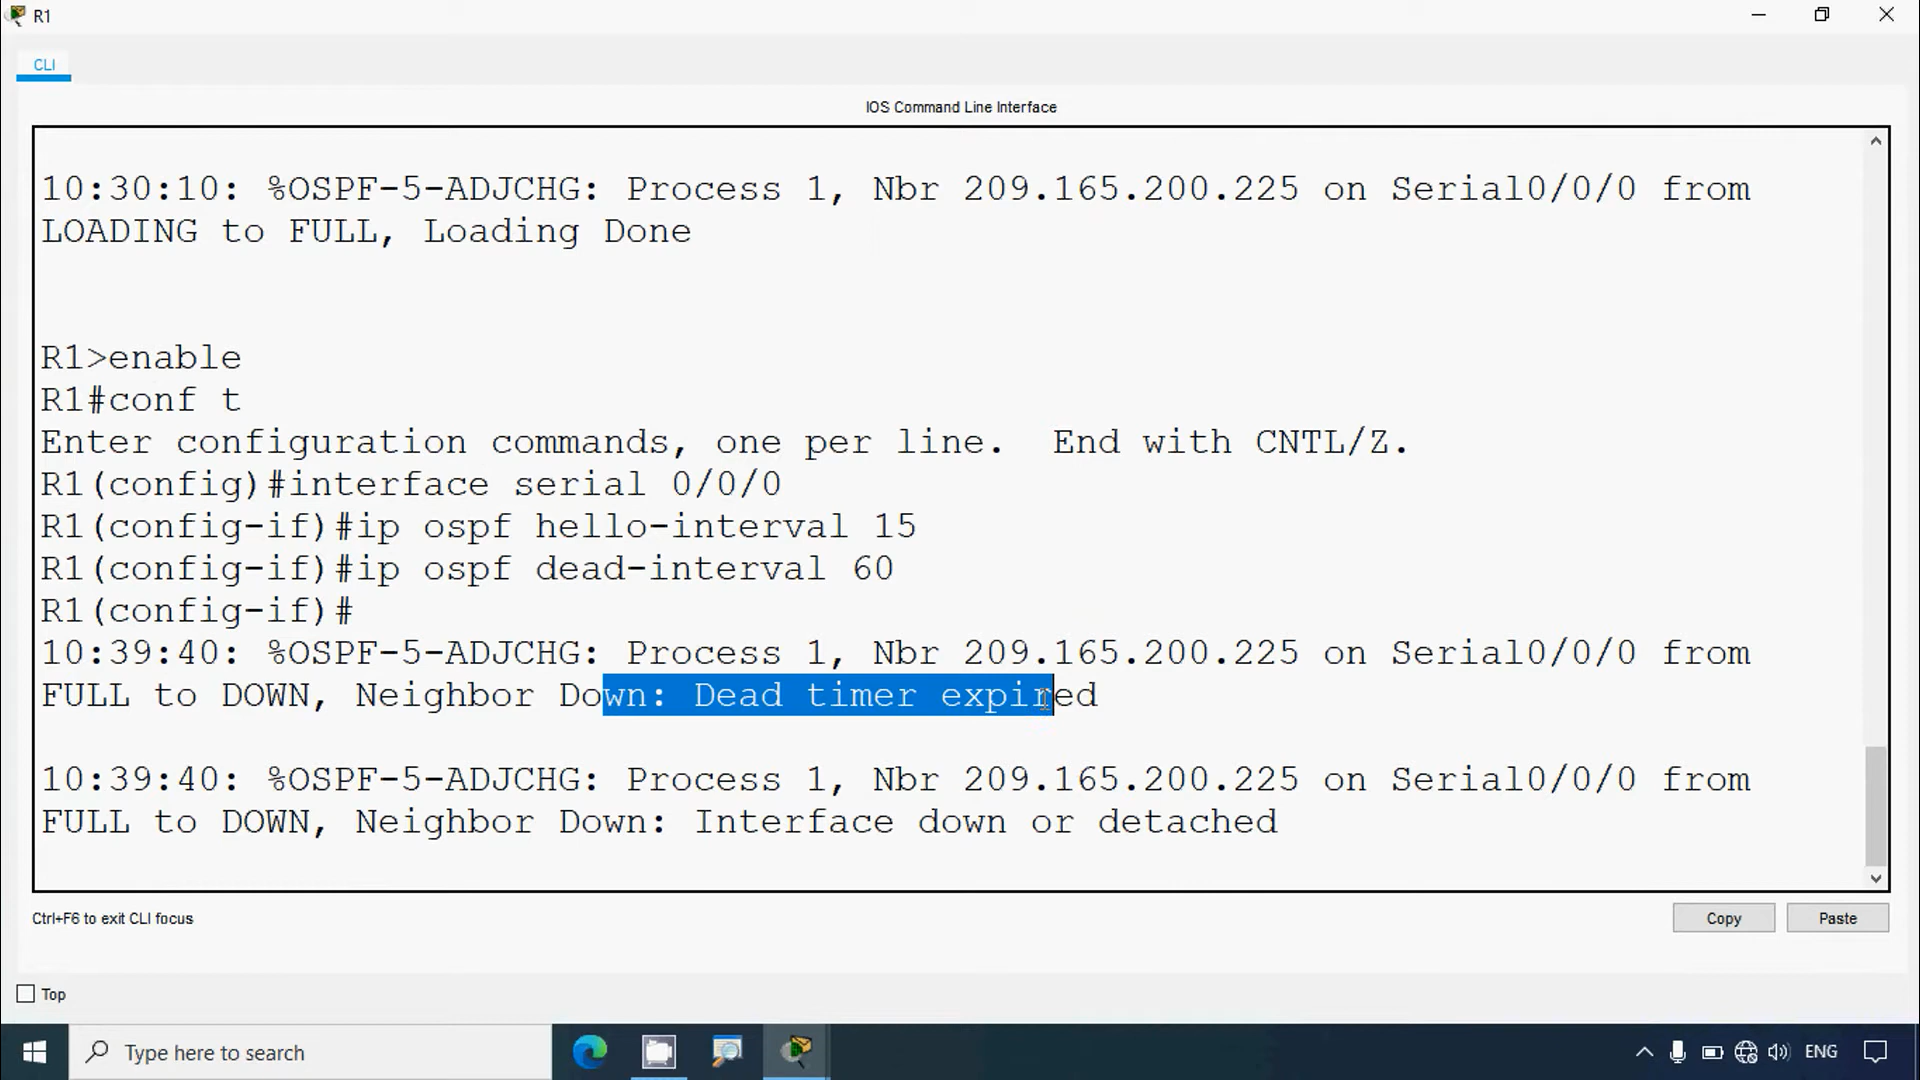 R1
CLI
IOS Command Line Interface
10:30:10: %OSPF-5-ADJCHG: Process 1, Nbr 209.165.200.225 on Serial0/0/0 from
LOADING to FULL, Loading Done
R1>enable
R1#conf t
Enter configuration commands, one per line.  End with CNTL/Z.
R1(config)#interface serial 0/0/0
R1(config-if)#ip ospf hello-interval 15
R1(config-if)#ip ospf dead-interval 60
R1(config-if)#
10:39:40: %OSPF-5-ADJCHG: Process 1, Nbr 209.165.200.225 on Serial0/0/0 from
FULL to DOWN, Neighbor Down: Dead timer expired
10:39:40: %OSPF-5-ADJCHG: Process 1, Nbr 209.165.200.225 on Serial0/0/0 from
FULL to DOWN, Neighbor Down: Interface down or detached
Ctrl+F6 to exit CLI focus
Copy
Paste
Top
Type here to search
ENG